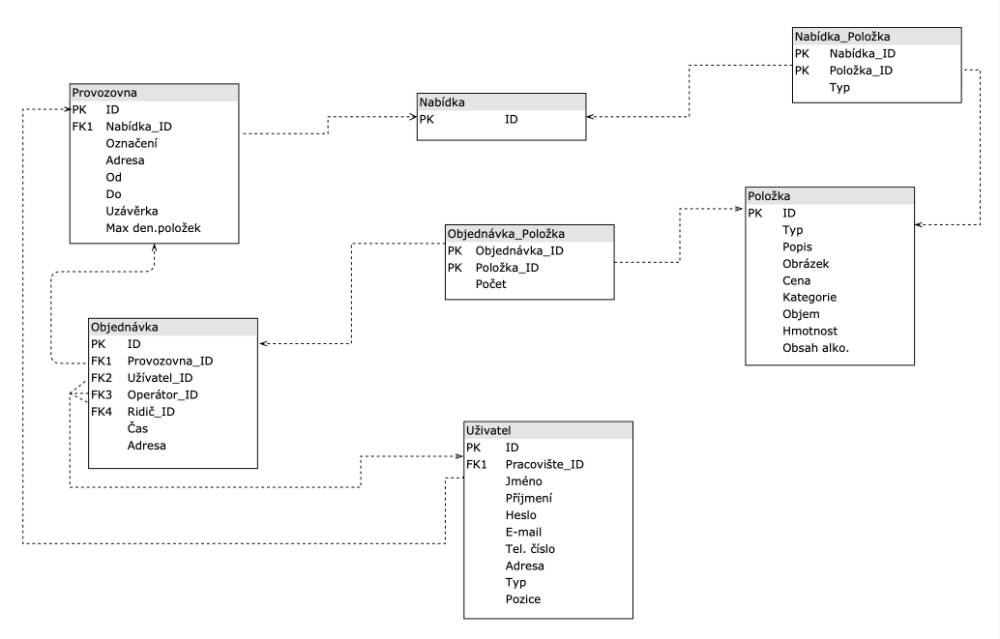 Nabídka_Položka
PK Nabídka_ID
PK Položka_ID
Typ
Provozovna
PK ID
FK1 Nabídka_ID
Označení
Adresa
Od
Do
Uzávěrka
Max den.položek
Nabídka
PK ID
Položka
PK ID
Typ
Popis
Obrázek
Cena
Kategorie
Objem
Hmotnost
Obsah alko.
Objednávka_Položka
PK Objednávka_ID
PK Položka_ID
Počet
Objednávka
PK ID
FK1 Provozovna_ID
FK2 Užívatel_ID
FK3 Operátor_ID
FK4 Ridič_ID
Čas
Adresa
Uživatel
PK ID
FK1 Pracoviště_ID
Jméno
Příjmení
Heslo
E-mail
Tel. číslo
Adresa
Typ
Pozice